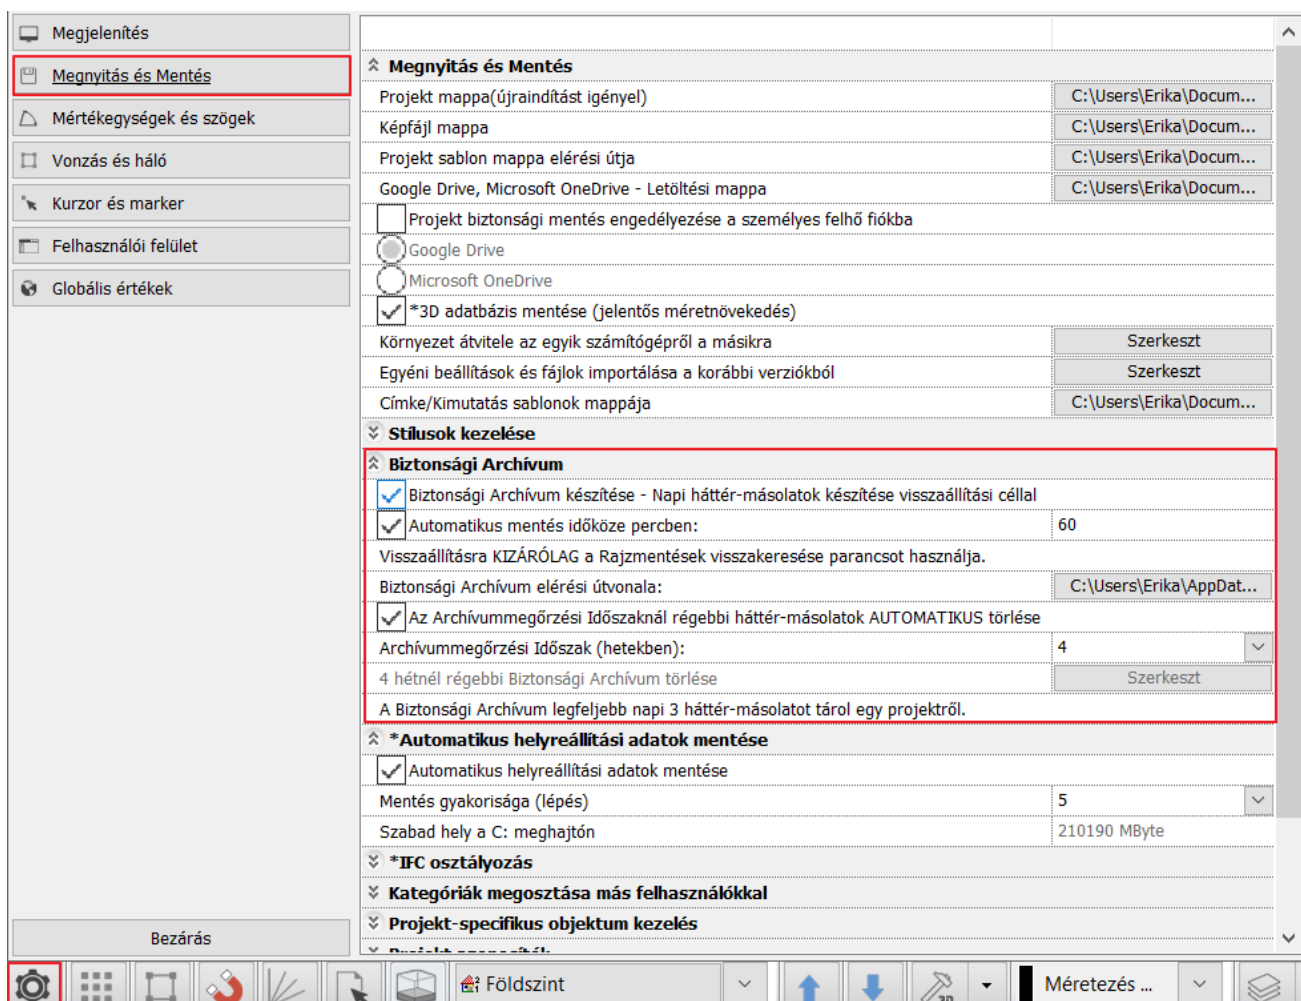 Megjelenítés
Megnyitás és Mentés
Mértékegységek és szögek
Vonzás és háló
Kurzor és marker
Felhasználói felület
Globális értékek
Bezárás
Megnyitás és Mentés
Projekt mappa(újraindítást igényel) C:\Users\Erika\Docum...
Képfájl mappa C:\Users\Erika\Docum...
Projekt sablon mappa elérési útja C:\Users\Erika\Docum...
Google Drive, Microsoft OneDrive - Letöltési mappa C:\Users\Erika\Docum...
Projekt biztonsági mentés engedélyezése a személyes felhő fiókba
Google Drive
Microsoft OneDrive
*3D adatbázis mentése (jelentős méretnövekedés)
Környezet átvitele az egyik számítógépről a másikra Szerkeszt
Egyéni beállítások és fájlok importálása a korábbi verziókból Szerkeszt
Címke/Kimutatás sablonok mappája C:\Users\Erika\Docum...
Stílusok kezelése
Biztonsági Archívum
Biztonsági Archívum készítése - Napi háttér-másolatok készítése visszaállítási céllal
Automatikus mentés időköze percben: 60
Visszaállításra KIZÁRÓLAG a Rajzmentések visszakeresése parancsot használja.
Biztonsági Archívum elérési útvonala: C:\Users\Erika\AppDat...
Az Archívummegőrzési Időszaknál régebbi háttér-másolatok AUTOMATIKUS törlése
Archívummegőrzési Időszak (hetekben): 4
4 hétnél régebbi Biztonsági Archívum törlése Szerkeszt
A Biztonsági Archívum legfeljebb napi 3 háttér-másolatot tárol egy projektről.
*Automatikus helyreállítási adatok mentése
Automatikus helyreállítási adatok mentése
Mentés gyakorisága (lépés) 5
Szabad hely a C: meghajtón 210190 MByte
*IFC osztályozás
Kategóriák megosztása más felhasználókkal
Projekt-specifikus objektum kezelés
Földszint
Méretezés ...